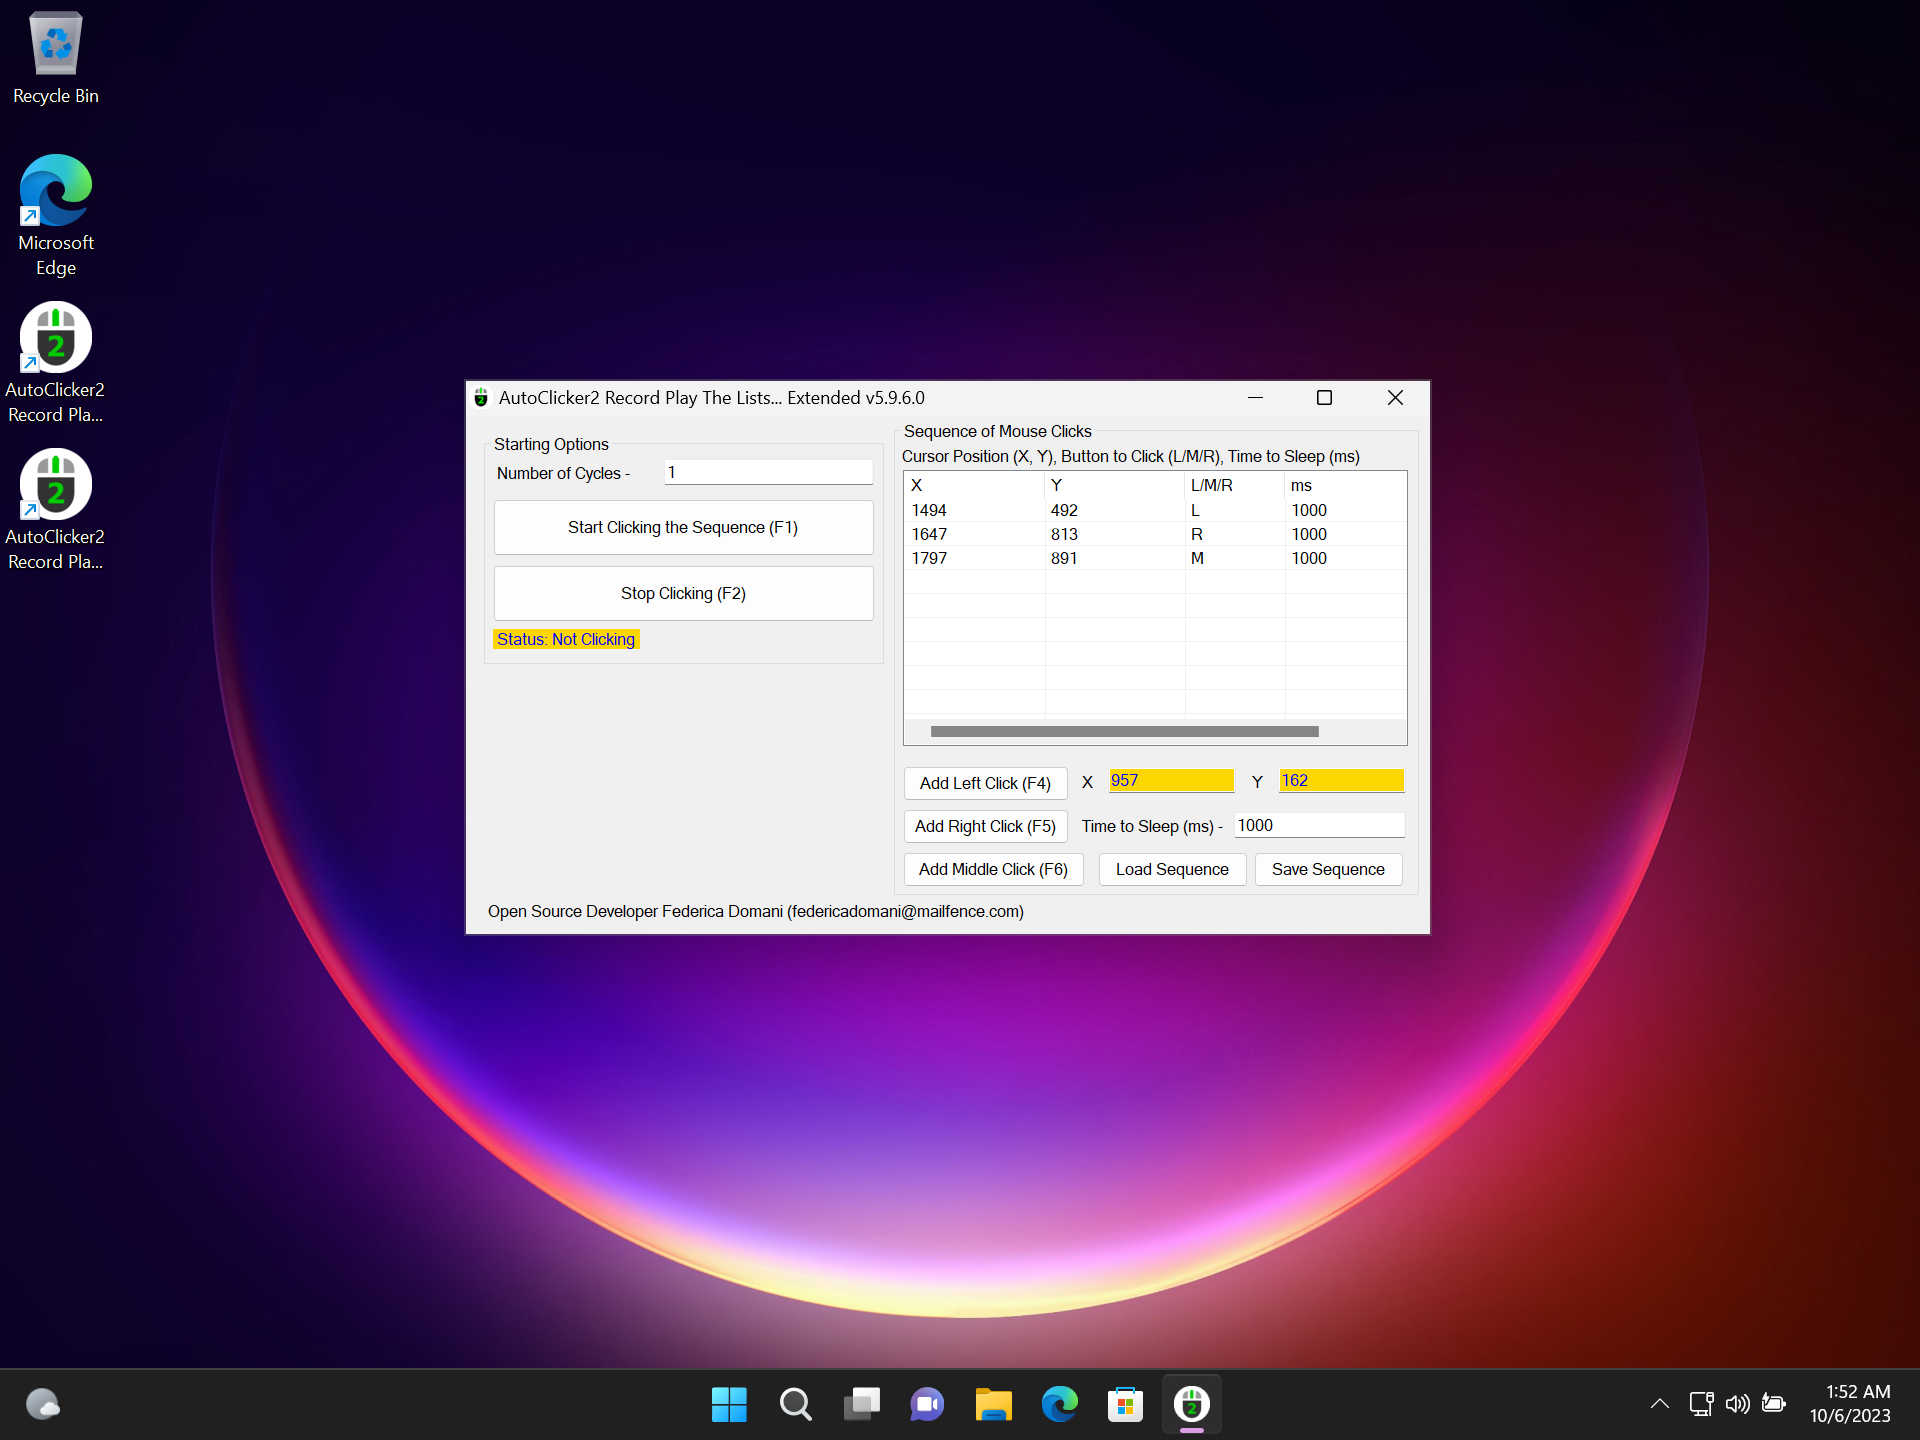 Recycle Bin
Microsoft
Edge
2
AutoClicker2
Record Pla...
2
AutoClicker2
Record Pla...
2 AutoClicker2 Record Play The Lists... Extended v5.9.6.0
Starting Options
Number of Cycles - 1
Start Clicking the Sequence (F1)
Stop Clicking (F2)
Status: Not Clicking
Sequence of Mouse Clicks
Cursor Position (X, Y), Button to Click (L/M/R), Time to Sleep (ms)
X Y L/M/R ms
1494 492 L 1000
1647 813 R 1000
1797 891 M 1000
Add Left Click (F4) X 957 Y 162
Add Right Click (F5) Time to Sleep (ms) - 1000
Add Middle Click (F6) Load Sequence Save Sequence
Open Source Developer Federica Domani (federicadomani@mailfence.com)
2
1:52 AM
10/6/2023